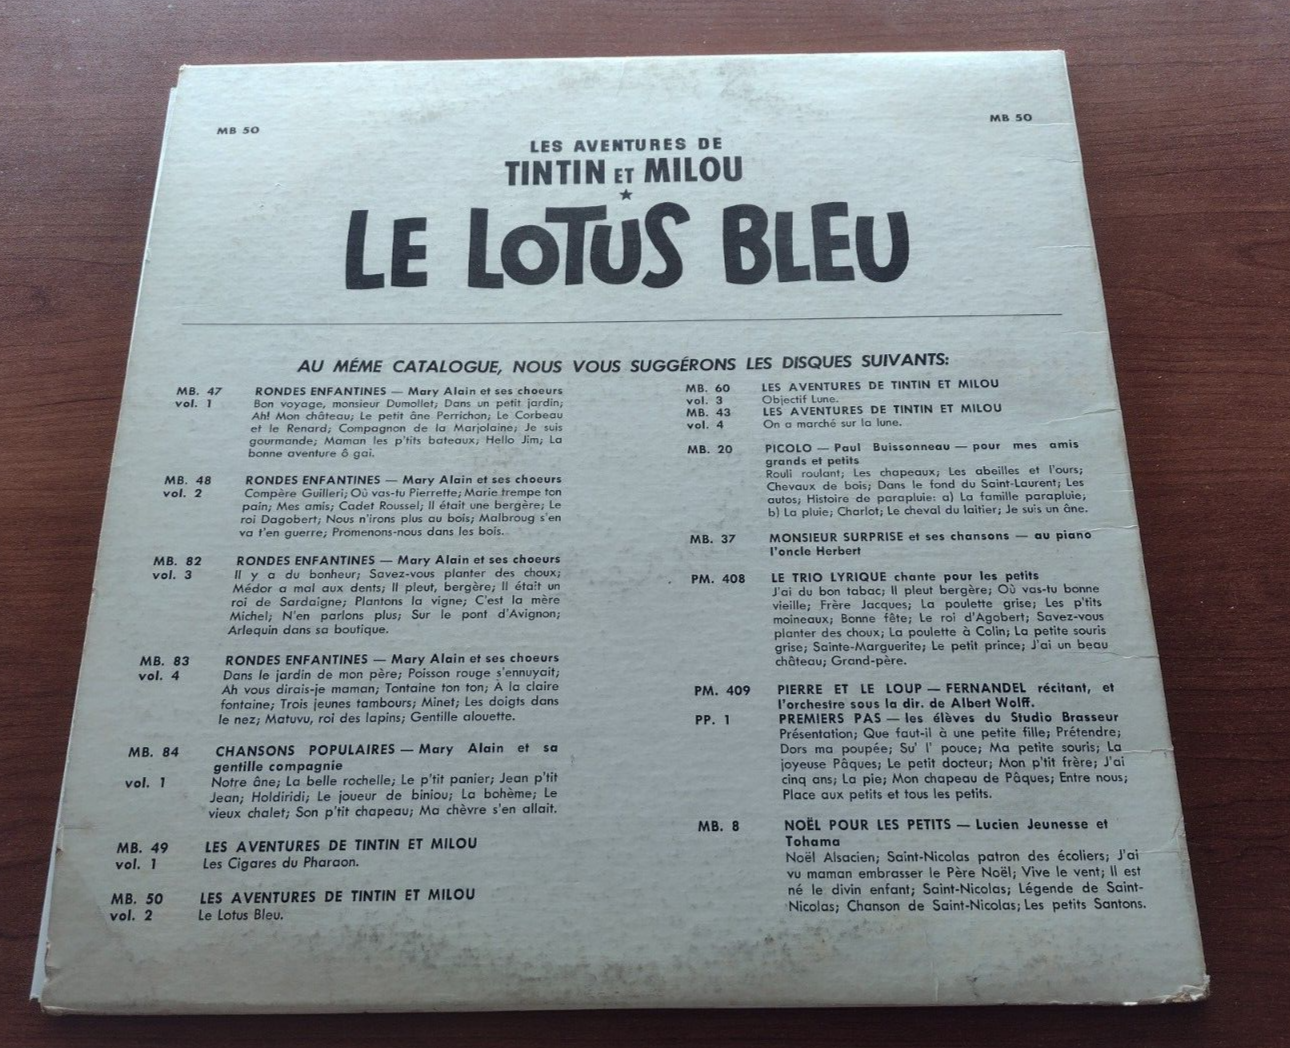 MB 50
MB 50
LES AVENTURES DE
TINTIN ET MILOU
LE LOTUS BLEU
AU MÉME CATALOGUE, NOUS VOUS SUGGÉRONS LES DISQUES SUIVANTS:
MB. 47 RONDES ENFANTINES — Mary Alain et ses choeurs
vol. 1 Bon voyage, monsieur Dumollet; Dans un petit jardin;
Ah! Mon château; Le petit âne Perrichon; Le Corbeau
et le Renard; Compagnon de la Marjolaine; Je suis
gourmande; Maman les p'tits bateaux; Hello Jim; La
bonne aventure ô gai.
MB. 48 RONDES ENFANTINES — Mary Alain et ses choeurs
vol. 2 Compère Guilleri; Où vas-tu Pierrette; Marie trempe ton
pain; Mes amis; Cadet Roussel; Il était une bergère; Le
roi Dagobert; Nous n'irons plus au bois; Malbroug s'en
va t'en guerre; Promenons-nous dans les bois.
MB. 82 RONDES ENFANTINES — Mary Alain et ses choeurs
vol. 3 Il y a du bonheur; Savez-vous planter des choux;
Médor a mal aux dents; Il pleut, bergère; Il était un
roi de Sardaigne; Plantons la vigne; C'est la mère
Michel; N'en parlons plus; Sur le pont d'Avignon;
Arlequin dans sa boutique.
MB. 83 RONDES ENFANTINES — Mary Alain et ses choeurs
vol. 4 Dans le jardin de mon père; Poisson rouge s'ennuyait;
Ah vous dirais-je maman; Tontaine ton ton; À la claire
fontaine; Trois jeunes tambours; Minet; Les doigts dans
le nez; Matuvu, roi des lapins; Gentille alouette.
MB. 84 CHANSONS POPULAIRES — Mary Alain et sa
gentille compagnie
vol. 1 Notre âne; La belle rochelle; Le p'tit panier; Jean p'tit
Jean; Holdiridi; Le joueur de biniou; La bohème; Le
vieux chalet; Son p'tit chapeau; Ma chèvre s'en allait.
MB. 49 LES AVENTURES DE TINTIN ET MILOU
vol. 1 Les Cigares du Pharaon.
MB. 50 LES AVENTURES DE TINTIN ET MILOU
vol. 2 Le Lotus Bleu.
MB. 60 LES AVENTURES DE TINTIN ET MILOU
vol. 3 Objectif Lune.
MB. 43 LES AVENTURES DE TINTIN ET MILOU
vol. 4 On a marché sur la lune.
MB. 20 PICOLO — Paul Buissonneau — pour mes amis
grands et petits
Rouli roulant; Les chapeaux; Les abeilles et l'ours;
Chevaux de bois; Dans le fond du Saint-Laurent; Les
autos; Histoire de parapluie: a) La famille parapluie;
b) La pluie; Charlot; Le cheval du laitier; Je suis un âne.
MB. 37 MONSIEUR SURPRISE et ses chansons — au piano
l'oncle Herbert
PM. 408 LE TRIO LYRIQUE chante pour les petits
J'ai du bon tabac; Il pleut bergère; Où vas-tu bonne
vieille; Frère Jacques; La poulette grise; Les p'tits
moineaux; Bonne fête; Le roi d'Agobert; Savez-vous
planter des choux; La poulette à Colin; La petite souris
grise; Sainte-Marguerite; Le petit prince; J'ai un beau
château; Grand-père.
PM. 409 PIERRE ET LE LOUP — FERNANDEL récitant, et
l'orchestre sous la dir. de Albert Wolff.
PP. 1 PREMIERS PAS — les élèves du Studio Brasseur
Présentation; Que faut-il à une petite fille; Prétendre;
Dors ma poupée; Su' l' pouce; Ma petite souris; La
joyeuse Pâques; Le petit docteur; Mon p'tit frère; J'ai
cinq ans; La pie; Mon chapeau de Pâques; Entre nous;
Place aux petits et tous les petits.
MB. 8 NOËL POUR LES PETITS — Lucien Jeunesse et
Tohama
Noël Alsacien; Saint-Nicolas patron des écoliers; J'ai
vu maman embrasser le Père Noël; Vive le vent; Il est
né le divin enfant; Saint-Nicolas; Légende de Saint-
Nicolas; Chanson de Saint-Nicolas; Les petits Santons.